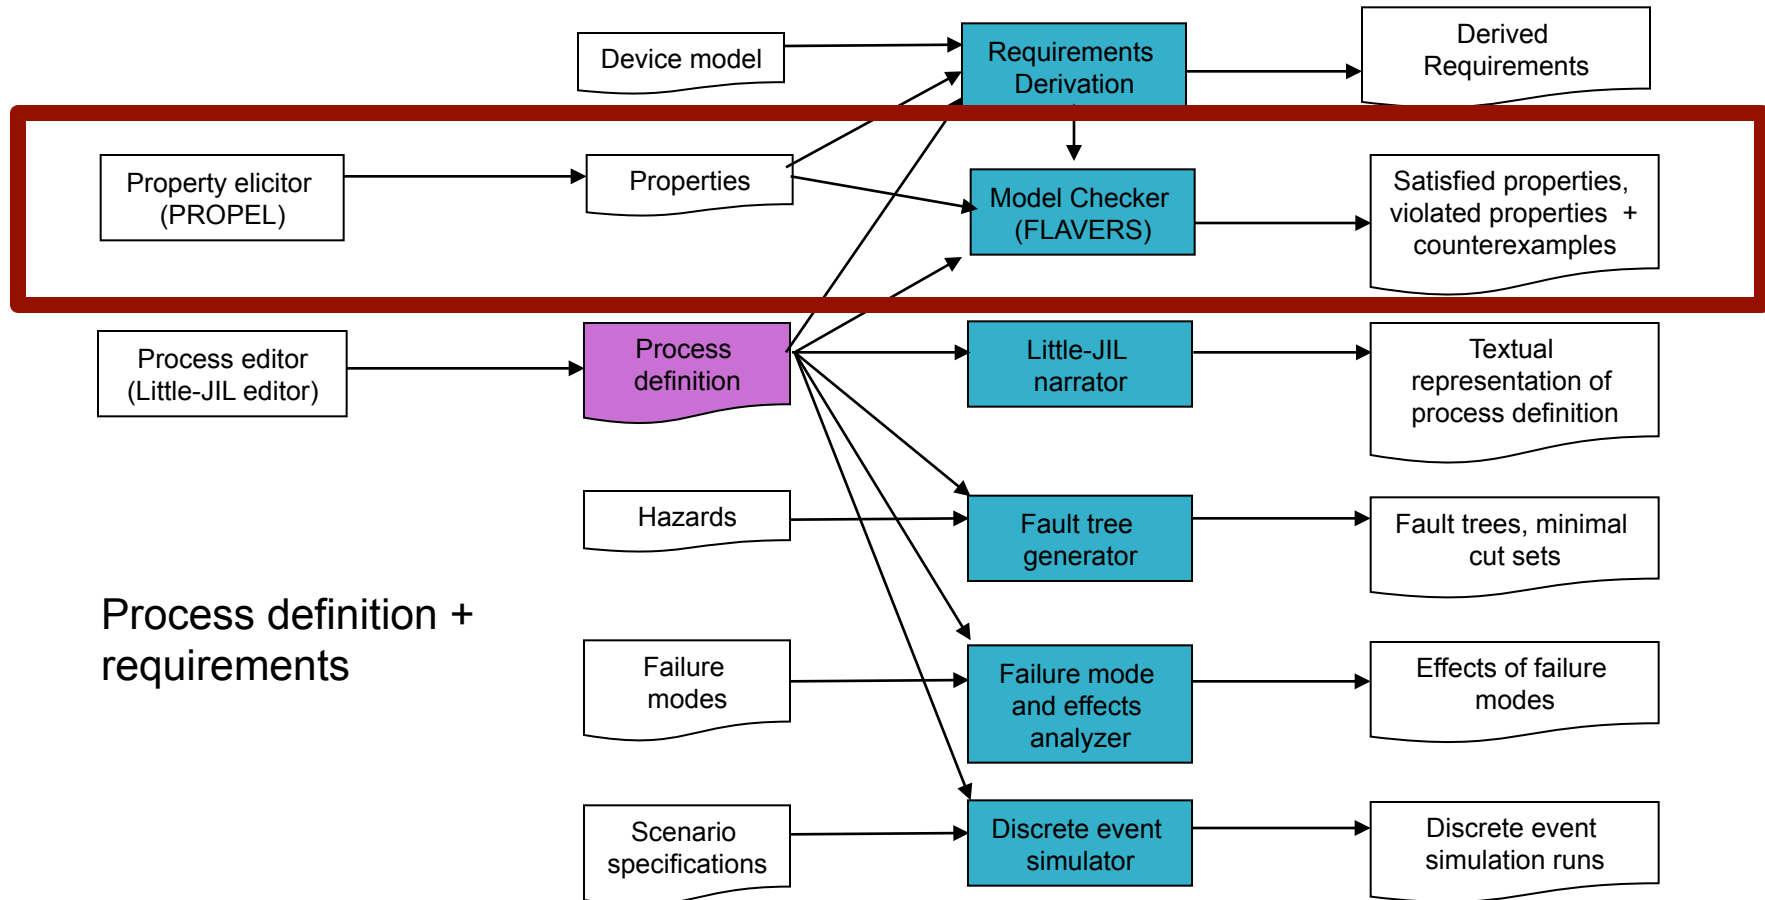 Device model
Requirements
Derivation
Derived
Requirements
Property elicitor
(PROPEL)
Properties
Model Checker
(FLAVERS)
Satisfied properties,
violated properties +
counterexamples
Process editor
(Little-JIL editor)
Process
definition
Little-JIL
narrator
Textual
representation of
process definition
Hazards
Fault tree
generator
Fault trees, minimal
cut sets
Process definition +
requirements
Failure
modes
Failure mode
and effects
analyzer
Effects of failure
modes
Scenario
specifications
Discrete event
simulator
Discrete event
simulation runs